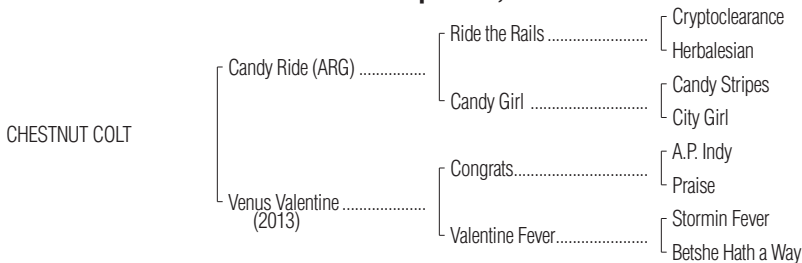 Cryptoclearance
Ride the Rails
Herbalesian
Candy Ride (ARG)
Candy Stripes
Candy Girl
City Girl
CHESTNUT COLT
A.P. Indy
Congrats
Praise
Venus Valentine
(2013)
Stormin Fever
Valentine Fever
Betshe Hath a Way